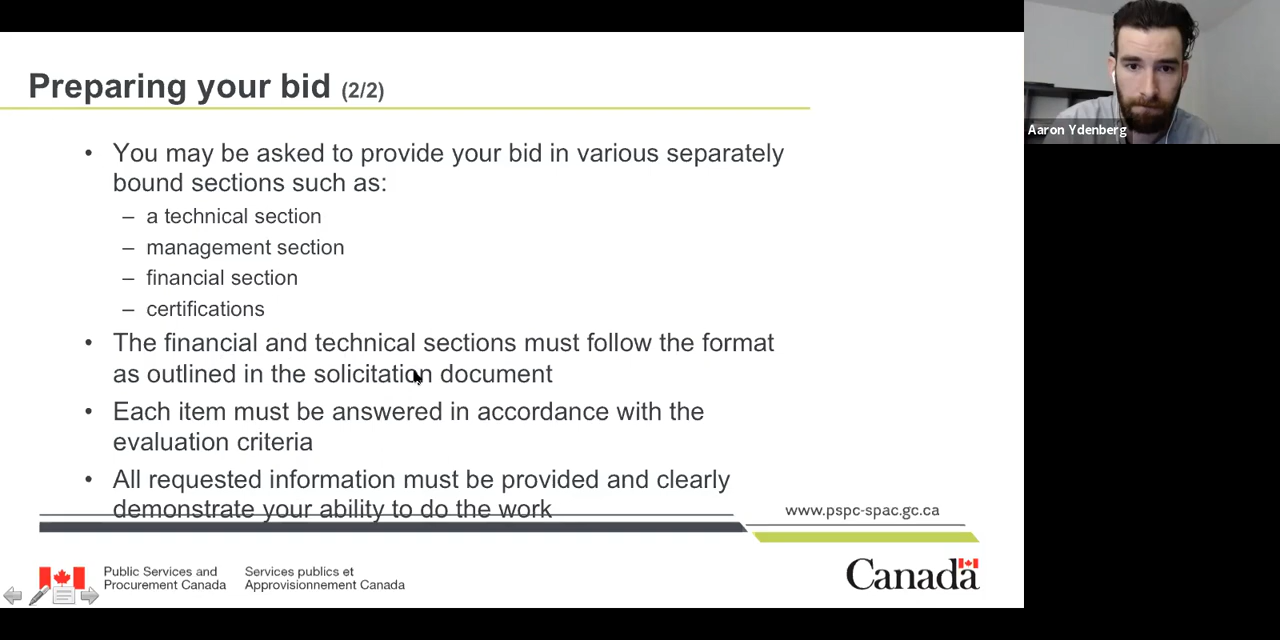 Preparing your bid (2/2)
• You may be asked to provide your bid in various separately
bound sections such as:
– a technical section
– management section
– financial section
– certifications
• The financial and technical sections must follow the format
as outlined in the solicitation document
• Each item must be answered in accordance with the
evaluation criteria
• All requested information must be provided and clearly
demonstrate your ability to do the work
www.pspc-spac.gc.ca
Public Services and
Procurement Canada
Services publics et
Approvisionnement Canada
Canada
Aaron Ydenberg